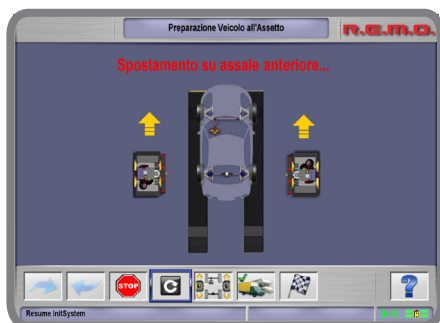 Preparazione Veicolo all'Assetto
R.E.M.O.
Spostamento su assale anteriore...
STOP
C
?
Resume InitSystem